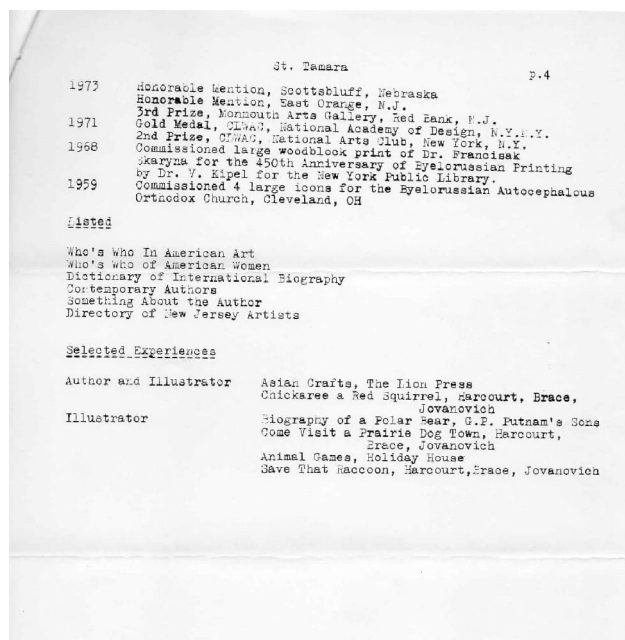 St. Tamara
p.4
1973 Honorable Mention, Scottsbluff, Nebraska
Honorable Mention, East Orange, N.J.
3rd Prize, Monmouth Arts Gallery, Red Bank, N.J.
1971 Gold Medal, CLWAC, National Academy of Design, N.Y.N.Y.
2nd Prize, CLWAC, National Arts Club, New York, N.Y.
1968 Commissioned large woodblock print of Dr. Francisak
Skaryna for the 450th Anniversary of Byelorussian Printing
by Dr. V. Kipel for the New York Public Library.
1959 Commissioned 4 large icons for the Byelorussian Autocephalous
Orthodox Church, Cleveland, OH
Listed
Who's Who In American Art
Who's Who of American Women
Dictionary of International Biography
Contemporary Authors
Something About the Author
Directory of New Jersey Artists
Selected Experiences
Author and Illustrator Asian Crafts, The Lion Press
Chickaree a Red Squirrel, Harcourt, Brace,
Jovanovich
Illustrator Biography of a Polar Bear, G.P. Putnam's Sons
Come Visit a Prairie Dog Town, Harcourt,
Brace, Jovanovich
Animal Games, Holiday House
Save That Raccoon, Harcourt,Brace, Jovanovich